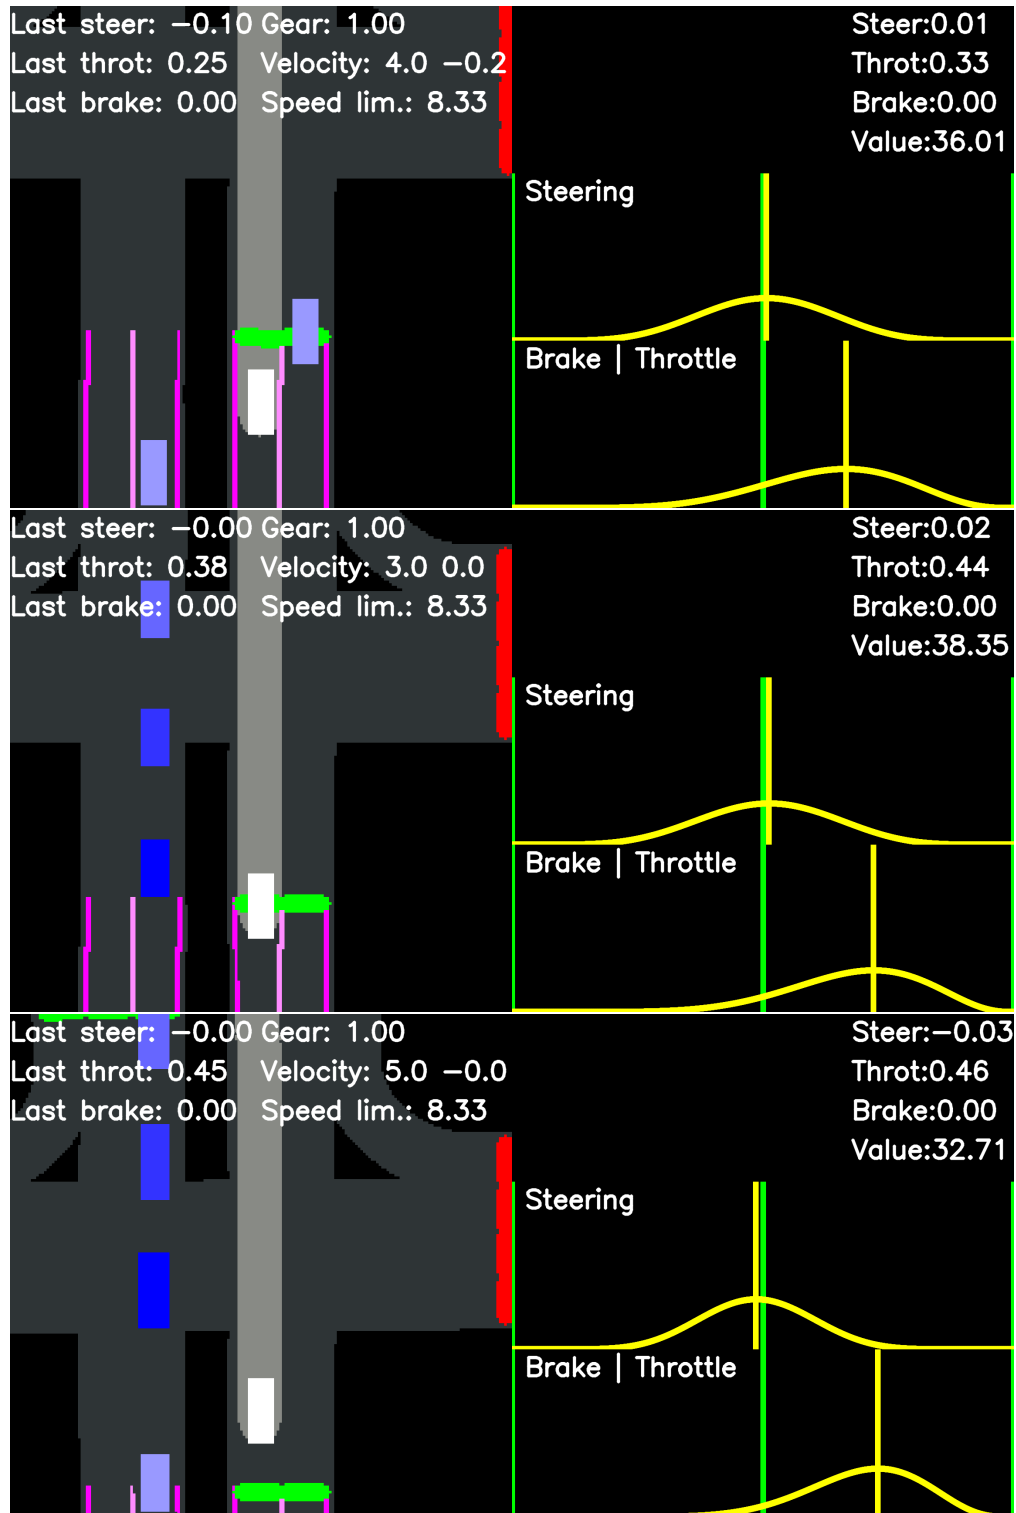 Last steer: −0.10 Gear: 1.00
Last throt: 0.25 Velocity: 4.0 −0.2
Last brake: 0.00 Speed lim.: 8.33
Steer:0.01
Throt:0.33
Brake:0.00
Value:36.01
Steering
Brake | Throttle
Last steer: −0.00 Gear: 1.00
Last throt: 0.38 Velocity: 3.0 0.0
Last brake: 0.00 Speed lim.: 8.33
Steer:0.02
Throt:0.44
Brake:0.00
Value:38.35
Steering
Brake | Throttle
Last steer: −0.00 Gear: 1.00
Last throt: 0.45 Velocity: 5.0 −0.0
Last brake: 0.00 Speed lim.: 8.33
Steer:−0.03
Throt:0.46
Brake:0.00
Value:32.71
Steering
Brake | Throttle